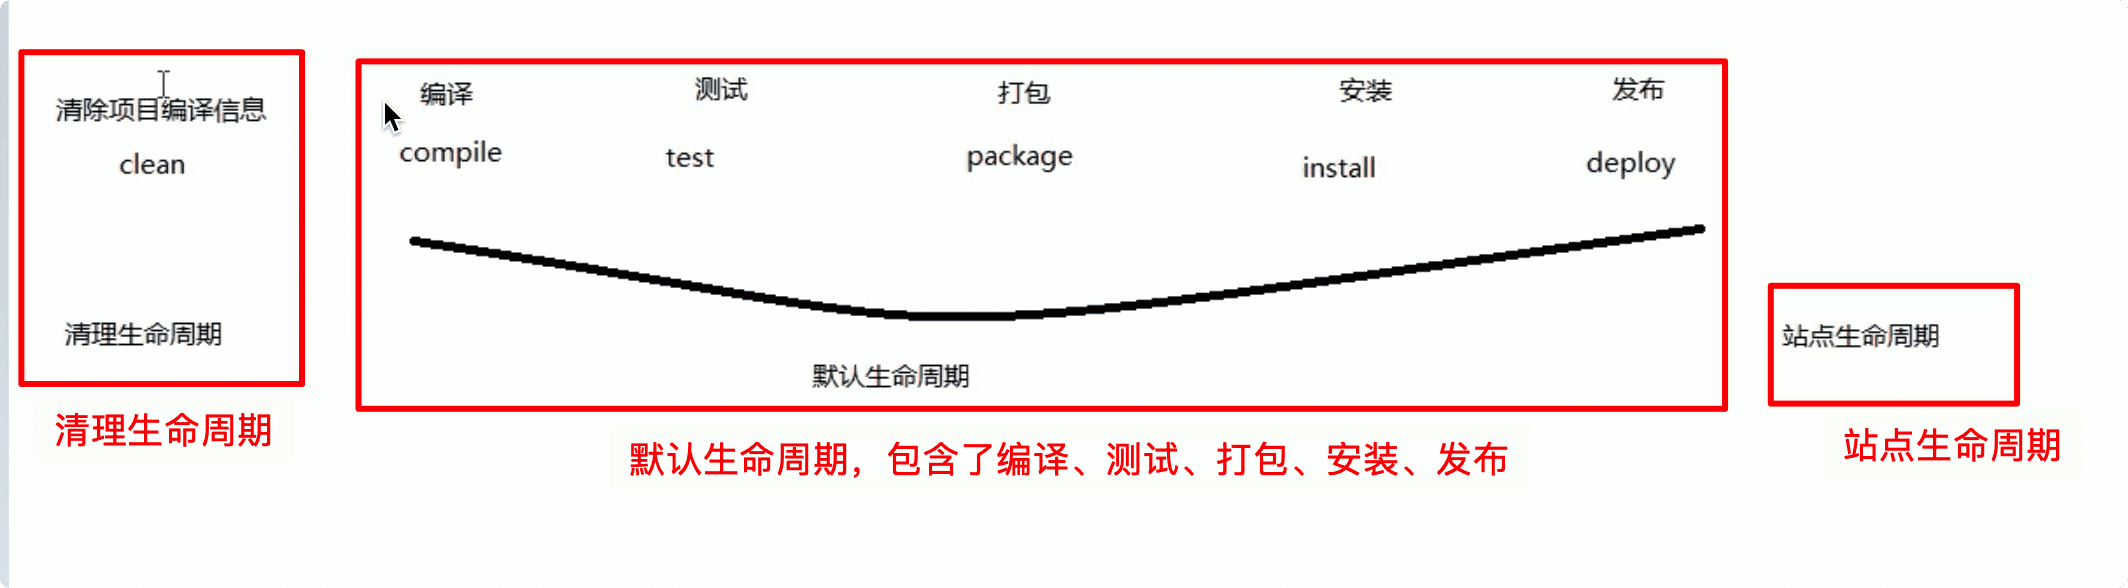 清除项目编译信息
clean
清理生命周期
清理生命周期
编译 测试 打包 安装 发布
compile test package install deploy
默认生命周期
默认生命周期，包含了编译、测试、打包、安装、发布
站点生命周期
站点生命周期